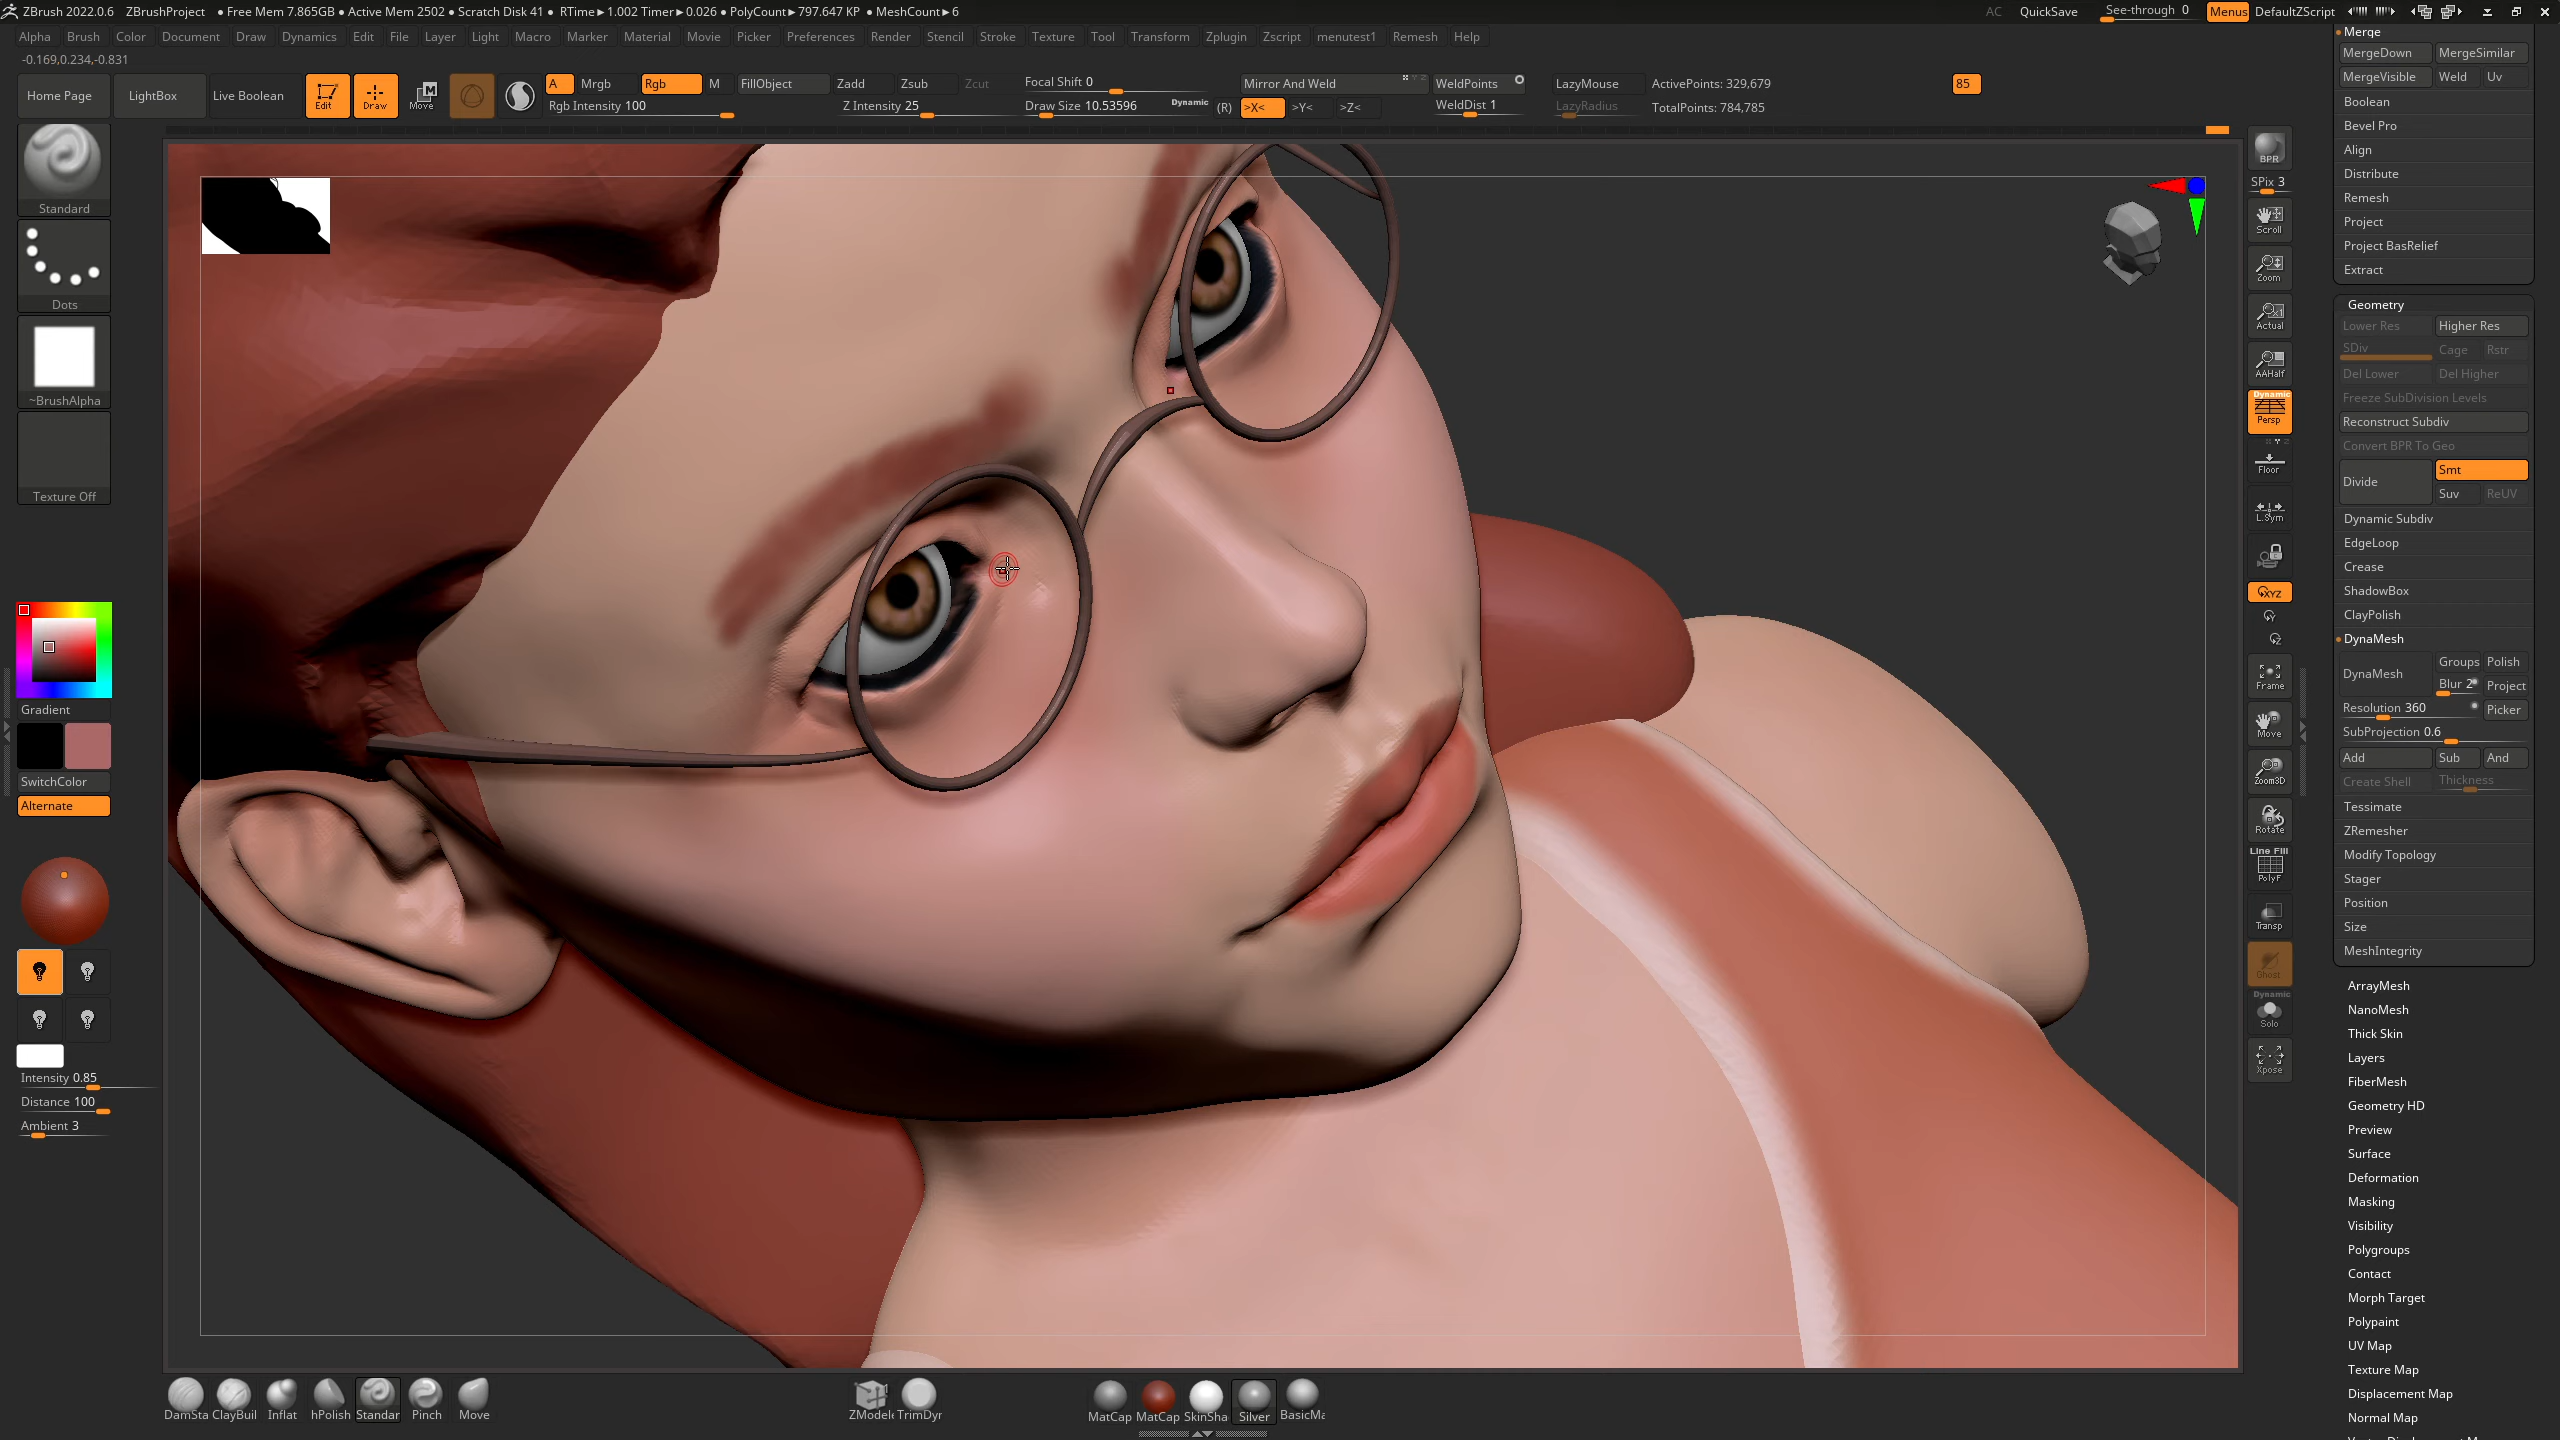 ZBrush 2022.0.6 ZBrushProject • Free Mem 7.865GB • Active Mem 2502 • Scratch Disk 41 • RTime►1.002 Timer►0.026 • PolyCount►797.647 KP • MeshCount►6 AC QuickSave See-through 0 Menus DefaultZScript
Alpha Brush Color Document Draw Dynamics Edit File Layer Light Macro Marker Material Movie Picker Preferences Render Stencil Stroke Texture Tool Transform Zplugin Zscript menutest1 Remesh Help
-0.169,0.234,-0.831
Home Page LightBox Live Boolean Edit Draw Move
A Mrgb Rgb M FillObject Zadd Zsub Zcut Focal Shift 0 Mirror And Weld WeldPoints LazyMouse ActivePoints: 329,679 85
Rgb Intensity 100 Z Intensity 25 Draw Size 10.53596 Dynamic (R) >X< >Y< >Z< WeldDist 1 LazyRadius TotalPoints: 784,785
Standard
Dots
~BrushAlpha
Texture Off
Gradient
SwitchColor
Alternate
Intensity 0.85
Distance 100
Ambient 3
BPR
SPix 3
Scroll
Zoom
Actual
AAHalf
Dynamic
Persp
Floor
L.Sym
XYZ
Y
Z
Frame
Move
Zoom3D
Rotate
Line Fill
PolyF
Transp
Ghost
Dynamic
Solo
Xpose
Merge
MergeDown MergeSimilar
MergeVisible Weld Uv
Boolean
Bevel Pro
Align
Distribute
Remesh
Project
Project BasRelief
Extract
Geometry
Lower Res Higher Res
SDiv Cage Rstr
Del Lower Del Higher
Freeze SubDivision Levels
Reconstruct Subdiv
Convert BPR To Geo
Divide Smt
Suv ReUV
Dynamic Subdiv
EdgeLoop
Crease
ShadowBox
ClayPolish
DynaMesh
DynaMesh Groups Polish
Blur 2 Project
Resolution 360 Picker
SubProjection 0.6
Add Sub And
Create Shell Thickness
Tessimate
ZRemesher
Modify Topology
Stager
Position
Size
MeshIntegrity
ArrayMesh
NanoMesh
Thick Skin
Layers
FiberMesh
Geometry HD
Preview
Surface
Deformation
Masking
Visibility
Polygroups
Contact
Morph Target
Polypaint
UV Map
Texture Map
Displacement Map
Normal Map
DamSta ClayBuil Inflat hPolish Standar Pinch Move ZModele TrimDyr MatCap MatCap SkinSha Silver BasicMa